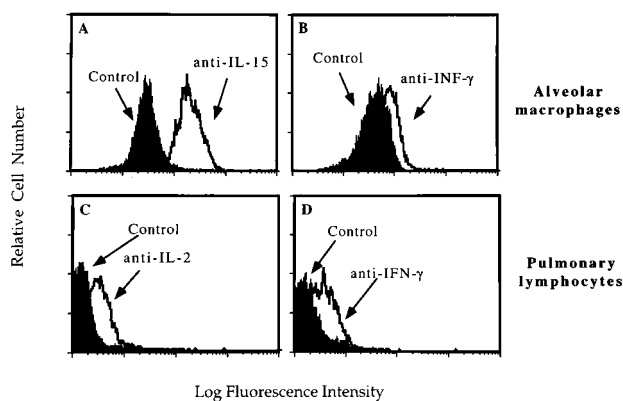 A
Control
anti-IL-15
B
Control
anti-INF-γ
Alveolar
macrophages
Relative Cell Number
C
Control
anti-IL-2
D
Control
anti-IFN-γ
Pulmonary
lymphocytes
Log Fluorescence Intensity